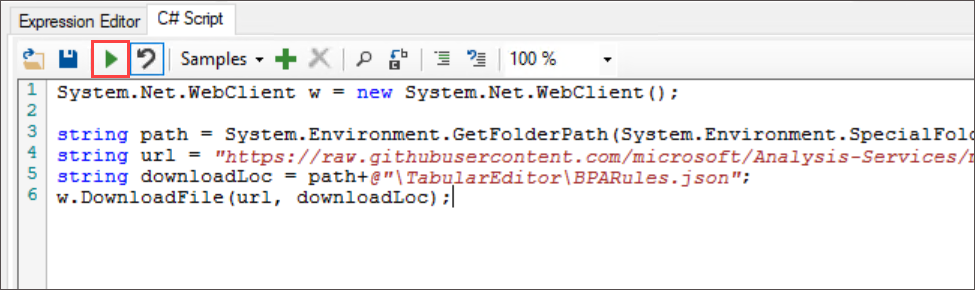 Expression Editor C# Script
Samples 100 %
1 System.Net.WebClient w = new System.Net.WebClient();
2
3 string path = System.Environment.GetFolderPath(System.Environment.SpecialFold
4 string url = "https://raw.githubusercontent.com/microsoft/Analysis-Services/m
5 string downloadLoc = path+@"\TabularEditor\BPARules.json";
6 w.DownloadFile(url, downloadLoc);